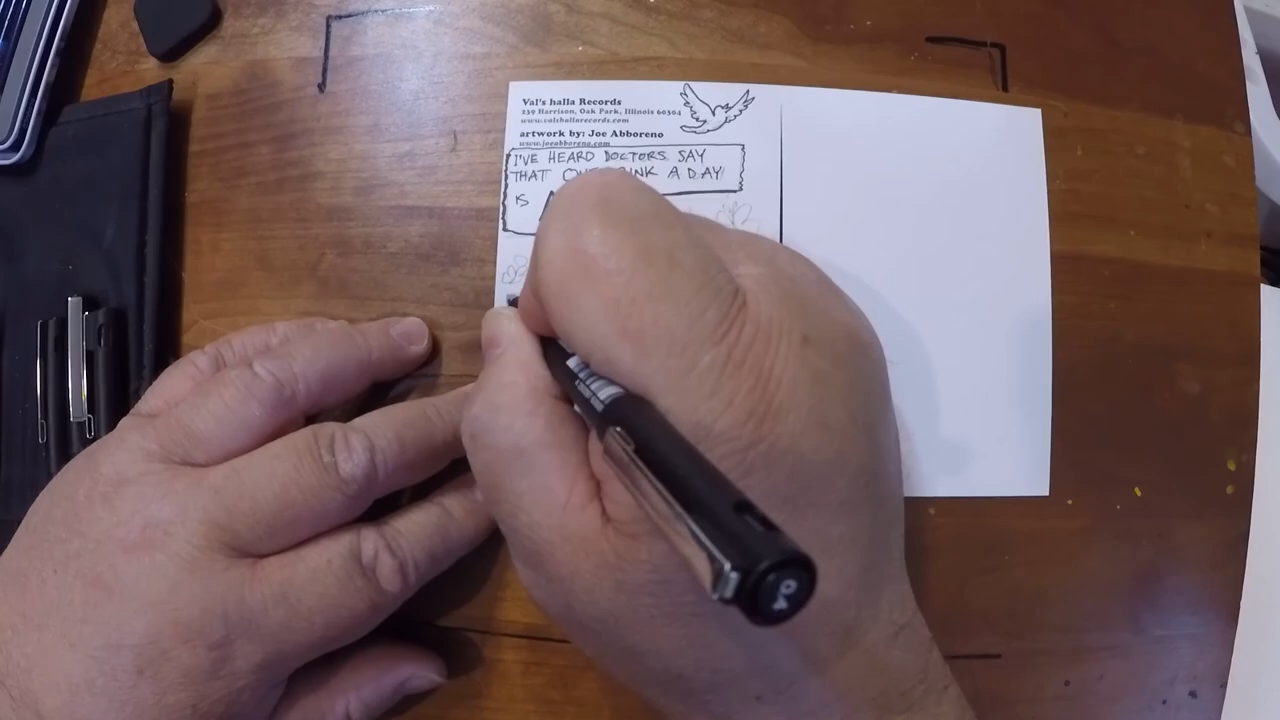 Val's halla Records
239 Harrison, Oak Park, Illinois 60304
www.valshallarecords.com
artwork by: Joe Abboreno
www.joeabboreno.com
I'VE HEARD DOCTORS SAY
THAT A DAY
IS